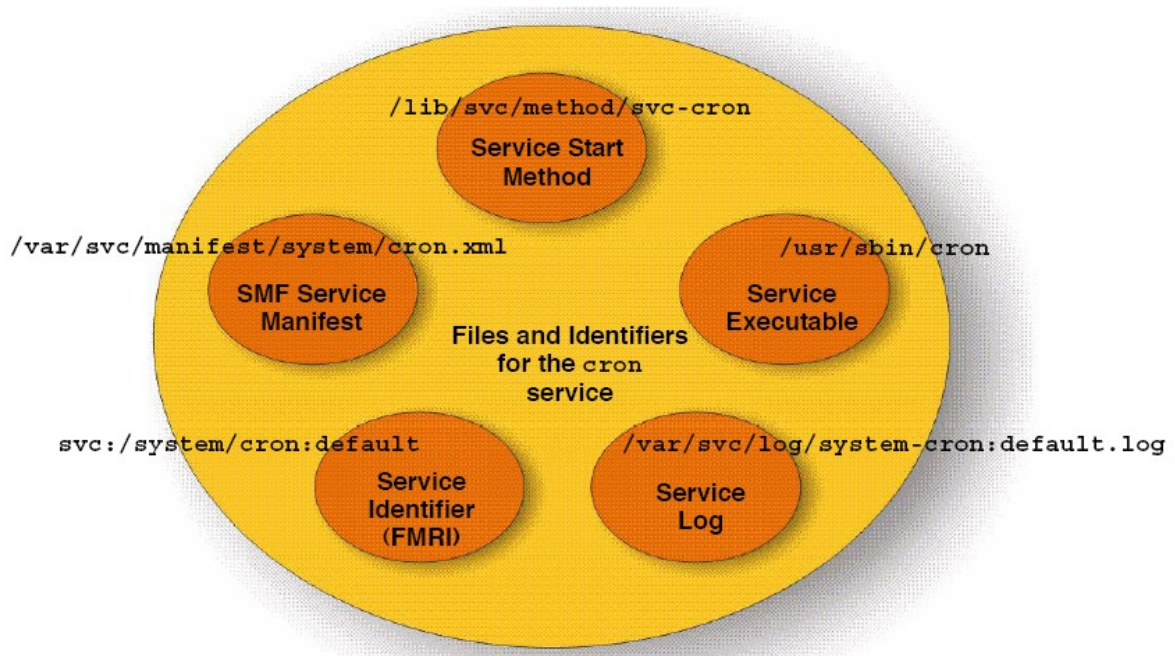 /lib/svc/method/svc-cron
Service Start
Method
/var/svc/manifest/system/cron.xml
SMF Service
Manifest
/usr/sbin/cron
Service
Executable
Files and Identifiers
for the cron
service
svc:/system/cron:default
Service
Identifier
(FMRI)
/var/svc/log/system-cron:default.log
Service
Log